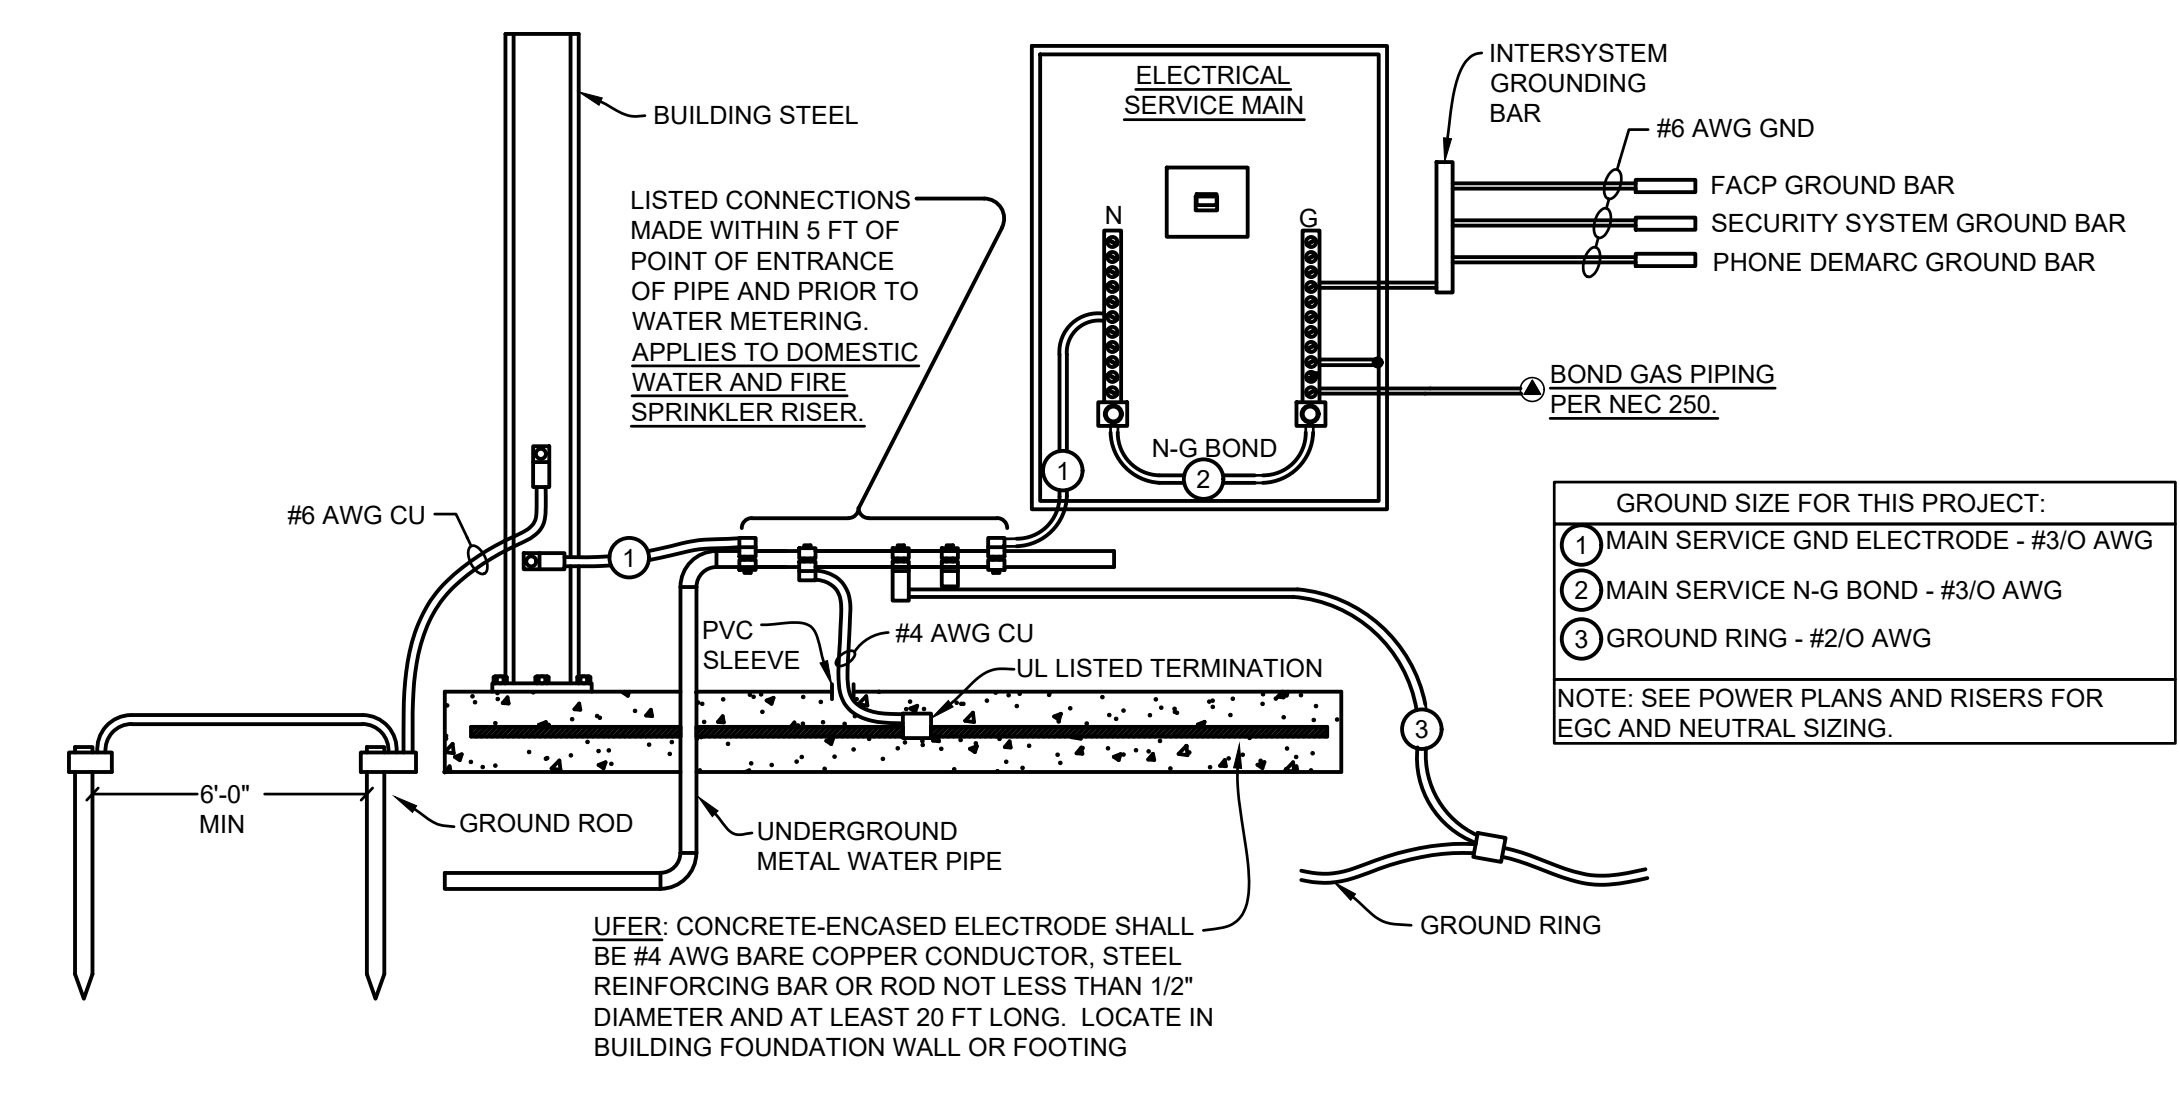 BUILDING STEEL
LISTED CONNECTIONS
MADE WITHIN 5 FT OF
POINT OF ENTRANCE
OF PIPE AND PRIOR TO
WATER METERING.
APPLIES TO DOMESTIC
WATER AND FIRE
SPRINKLER RISER.
ELECTRICAL
SERVICE MAIN
N
G
N-G BOND
1
2
INTERSYSTEM
GROUNDING
BAR
#6 AWG GND
FACP GROUND BAR
SECURITY SYSTEM GROUND BAR
PHONE DEMARC GROUND BAR
BOND GAS PIPING
PER NEC 250.
GROUND SIZE FOR THIS PROJECT:
1 MAIN SERVICE GND ELECTRODE - #3/O AWG
2 MAIN SERVICE N-G BOND - #3/O AWG
3 GROUND RING - #2/O AWG
NOTE: SEE POWER PLANS AND RISERS FOR
EGC AND NEUTRAL SIZING.
#6 AWG CU
1
PVC
SLEEVE
#4 AWG CU
UL LISTED TERMINATION
3
6'-0"
MIN
GROUND ROD
UNDERGROUND
METAL WATER PIPE
GROUND RING
UFER: CONCRETE-ENCASED ELECTRODE SHALL
BE #4 AWG BARE COPPER CONDUCTOR, STEEL
REINFORCING BAR OR ROD NOT LESS THAN 1/2"
DIAMETER AND AT LEAST 20 FT LONG. LOCATE IN
BUILDING FOUNDATION WALL OR FOOTING